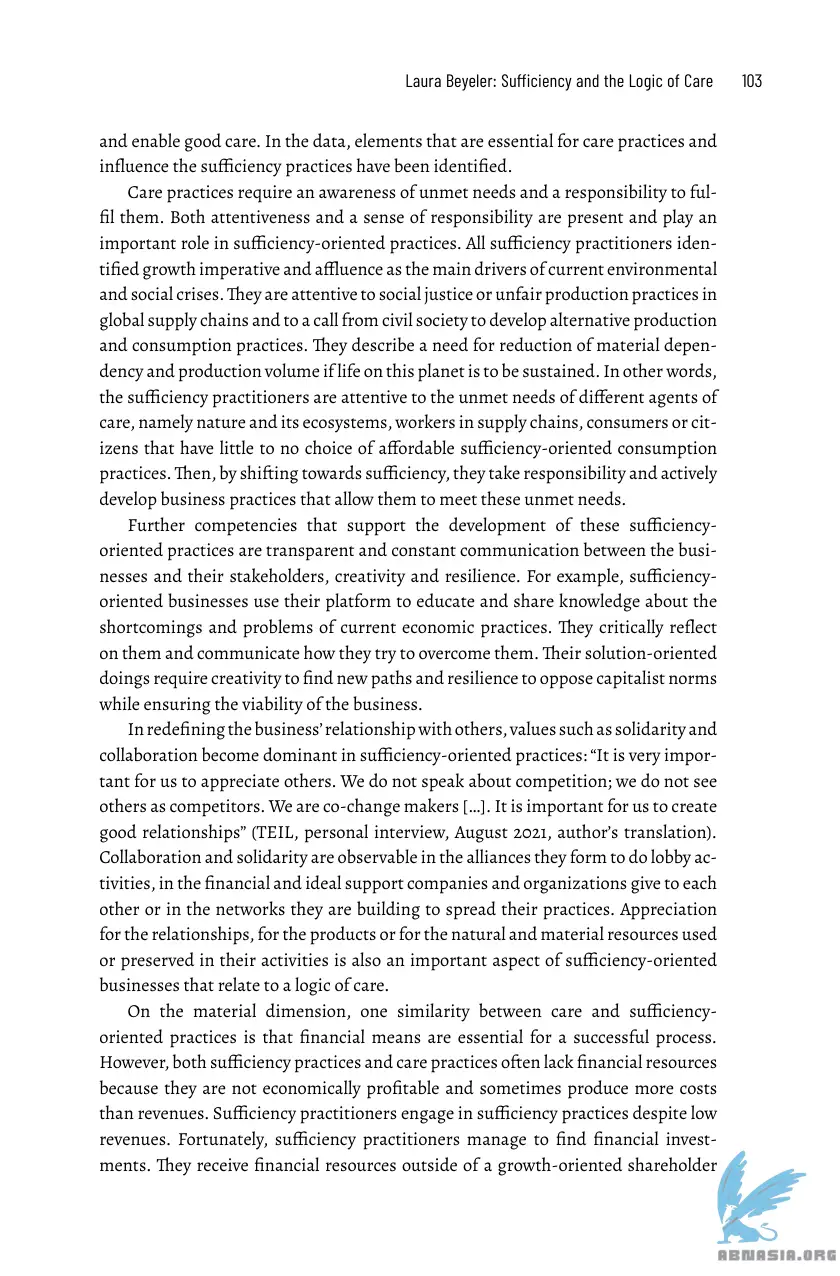 Laura Beyeler: Sufficiency and the Logic of Care 103
and enable good care. In the data, elements that are essential for care practices and
influence the sufficiency practices have been identified.
Care practices require an awareness of unmet needs and a responsibility to ful-
fil them. Both attentiveness and a sense of responsibility are present and play an
important role in sufficiency-oriented practices. All sufficiency practitioners iden-
tified growth imperative and affluence as the main drivers of current environmental
and social crises. They are attentive to social justice or unfair production practices in
global supply chains and to a call from civil society to develop alternative production
and consumption practices. They describe a need for reduction of material depen-
dency and production volume if life on this planet is to be sustained. In other words,
the sufficiency practitioners are attentive to the unmet needs of different agents of
care, namely nature and its ecosystems, workers in supply chains, consumers or cit-
izens that have little to no choice of affordable sufficiency-oriented consumption
practices. Then, by shifting towards sufficiency, they take responsibility and actively
develop business practices that allow them to meet these unmet needs.
Further competencies that support the development of these sufficiency-
oriented practices are transparent and constant communication between the busi-
nesses and their stakeholders, creativity and resilience. For example, sufficiency-
oriented businesses use their platform to educate and share knowledge about the
shortcomings and problems of current economic practices. They critically reflect
on them and communicate how they try to overcome them. Their solution-oriented
doings require creativity to find new paths and resilience to oppose capitalist norms
while ensuring the viability of the business.
In redefining the business' relationship with others, values such as solidarity and
collaboration become dominant in sufficiency-oriented practices: "It is very impor-
tant for us to appreciate others. We do not speak about competition; we do not see
others as competitors. We are co-change makers […]. It is important for us to create
good relationships" (TEIL, personal interview, August 2021, author's translation).
Collaboration and solidarity are observable in the alliances they form to do lobby ac-
tivities, in the financial and ideal support companies and organizations give to each
other or in the networks they are building to spread their practices. Appreciation
for the relationships, for the products or for the natural and material resources used
or preserved in their activities is also an important aspect of sufficiency-oriented
businesses that relate to a logic of care.
On the material dimension, one similarity between care and sufficiency-
oriented practices is that financial means are essential for a successful process.
However, both sufficiency practices and care practices often lack financial resources
because they are not economically profitable and sometimes produce more costs
than revenues. Sufficiency practitioners engage in sufficiency practices despite low
revenues. Fortunately, sufficiency practitioners manage to find financial invest-
ments. They receive financial resources outside of a growth-oriented shareholder
ABNASIA.ORG